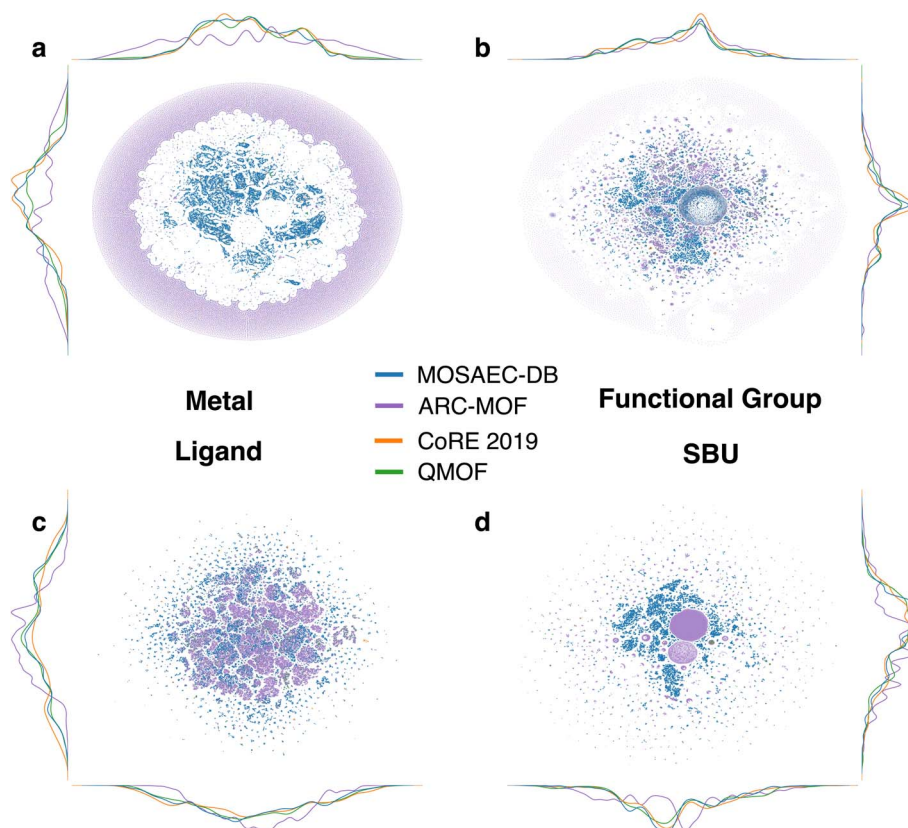 a
b
MOSAEC-DB
ARC-MOF
CoRE 2019
QMOF
Metal
Ligand
Functional Group
SBU
c
d